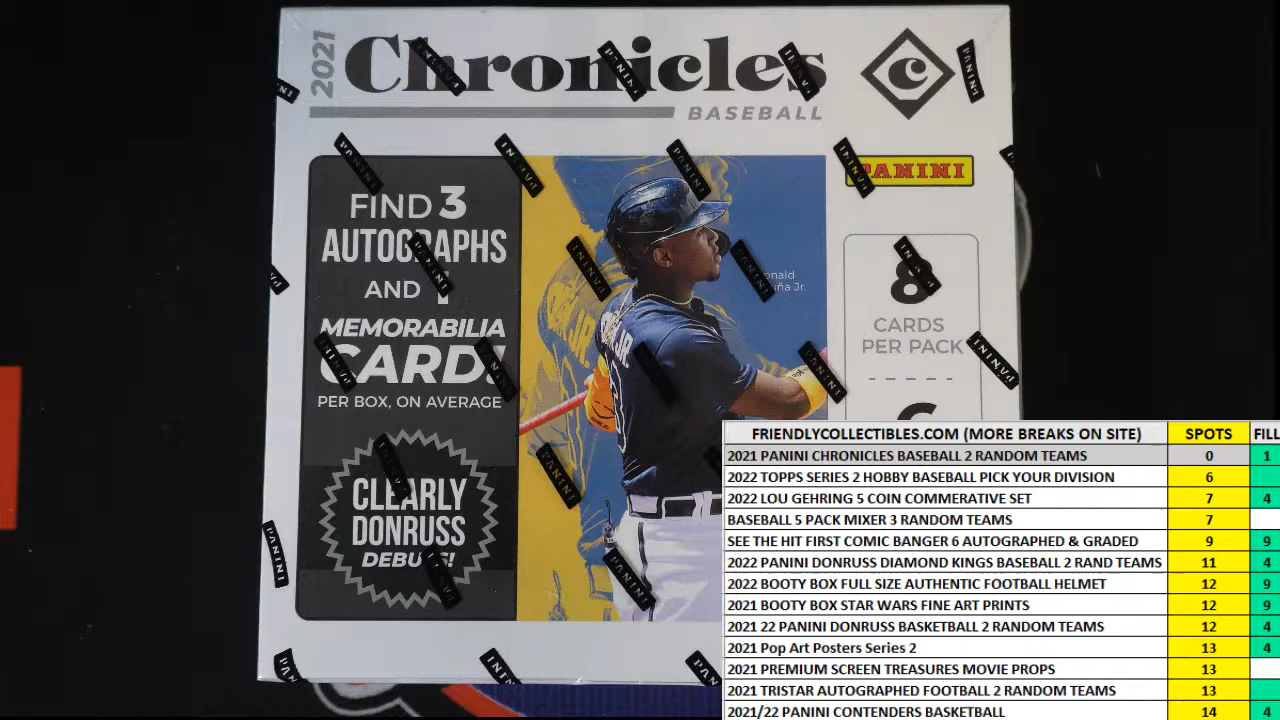 2021
Chronicles
BASEBALL
PANINI
FIND 3
AUTOGRAPHS
AND 1
MEMORABILIA
CARD!
PER BOX, ON AVERAGE
CLEARLY
DONRUSS
DEBUTS!
8
CARDS
PER PACK
FRIENDLYCOLLECTIBLES.COM (MORE BREAKS ON SITE) SPOTS FILL
2021 PANINI CHRONICLES BASEBALL 2 RANDOM TEAMS 0 1
2022 TOPPS SERIES 2 HOBBY BASEBALL PICK YOUR DIVISION 6
2022 LOU GEHRING 5 COIN COMMERATIVE SET 7 4
BASEBALL 5 PACK MIXER 3 RANDOM TEAMS 7
SEE THE HIT FIRST COMIC BANGER 6 AUTOGRAPHED & GRADED 9 9
2022 PANINI DONRUSS DIAMOND KINGS BASEBALL 2 RAND TEAMS 11 4
2022 BOOTY BOX FULL SIZE AUTHENTIC FOOTBALL HELMET 12 9
2021 BOOTY BOX STAR WARS FINE ART PRINTS 12 9
2021 22 PANINI DONRUSS BASKETBALL 2 RANDOM TEAMS 12 4
2021 Pop Art Posters Series 2 13 4
2021 PREMIUM SCREEN TREASURES MOVIE PROPS 13
2021 TRISTAR AUTOGRAPHED FOOTBALL 2 RANDOM TEAMS 13
2021/22 PANINI CONTENDERS BASKETBALL 14 4